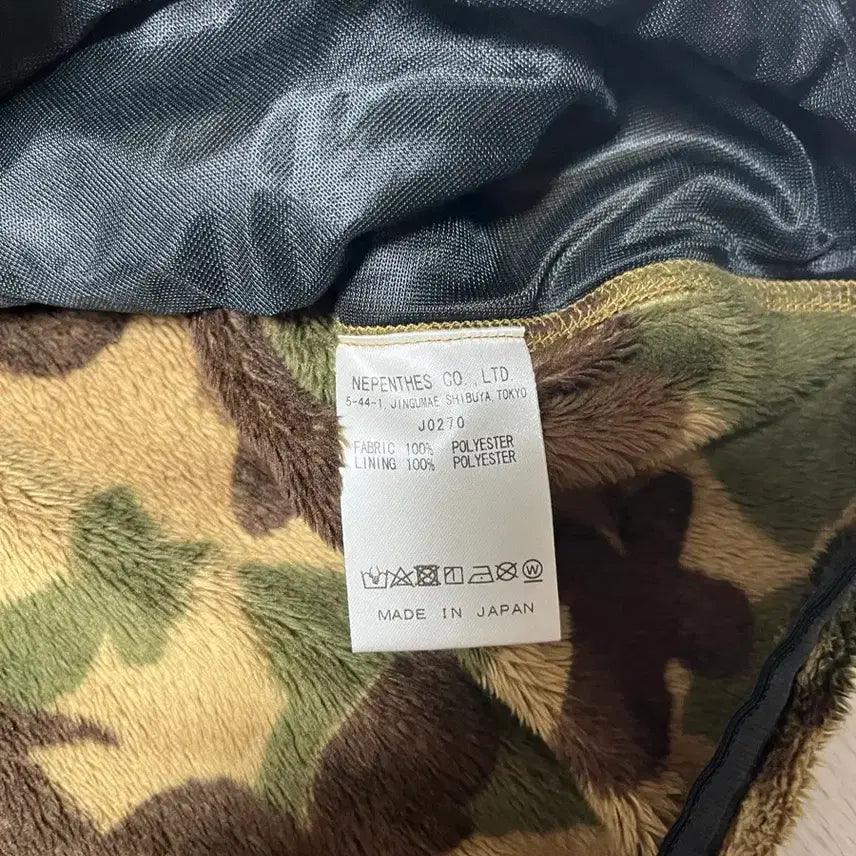 NEPENTHES CO.,LTD.
5-44-1, JINGUMAE SHIBUYA, TOKYO
J0270
FABRIC 100% POLYESTER
LINING 100% POLYESTER
W
MADE IN JAPAN